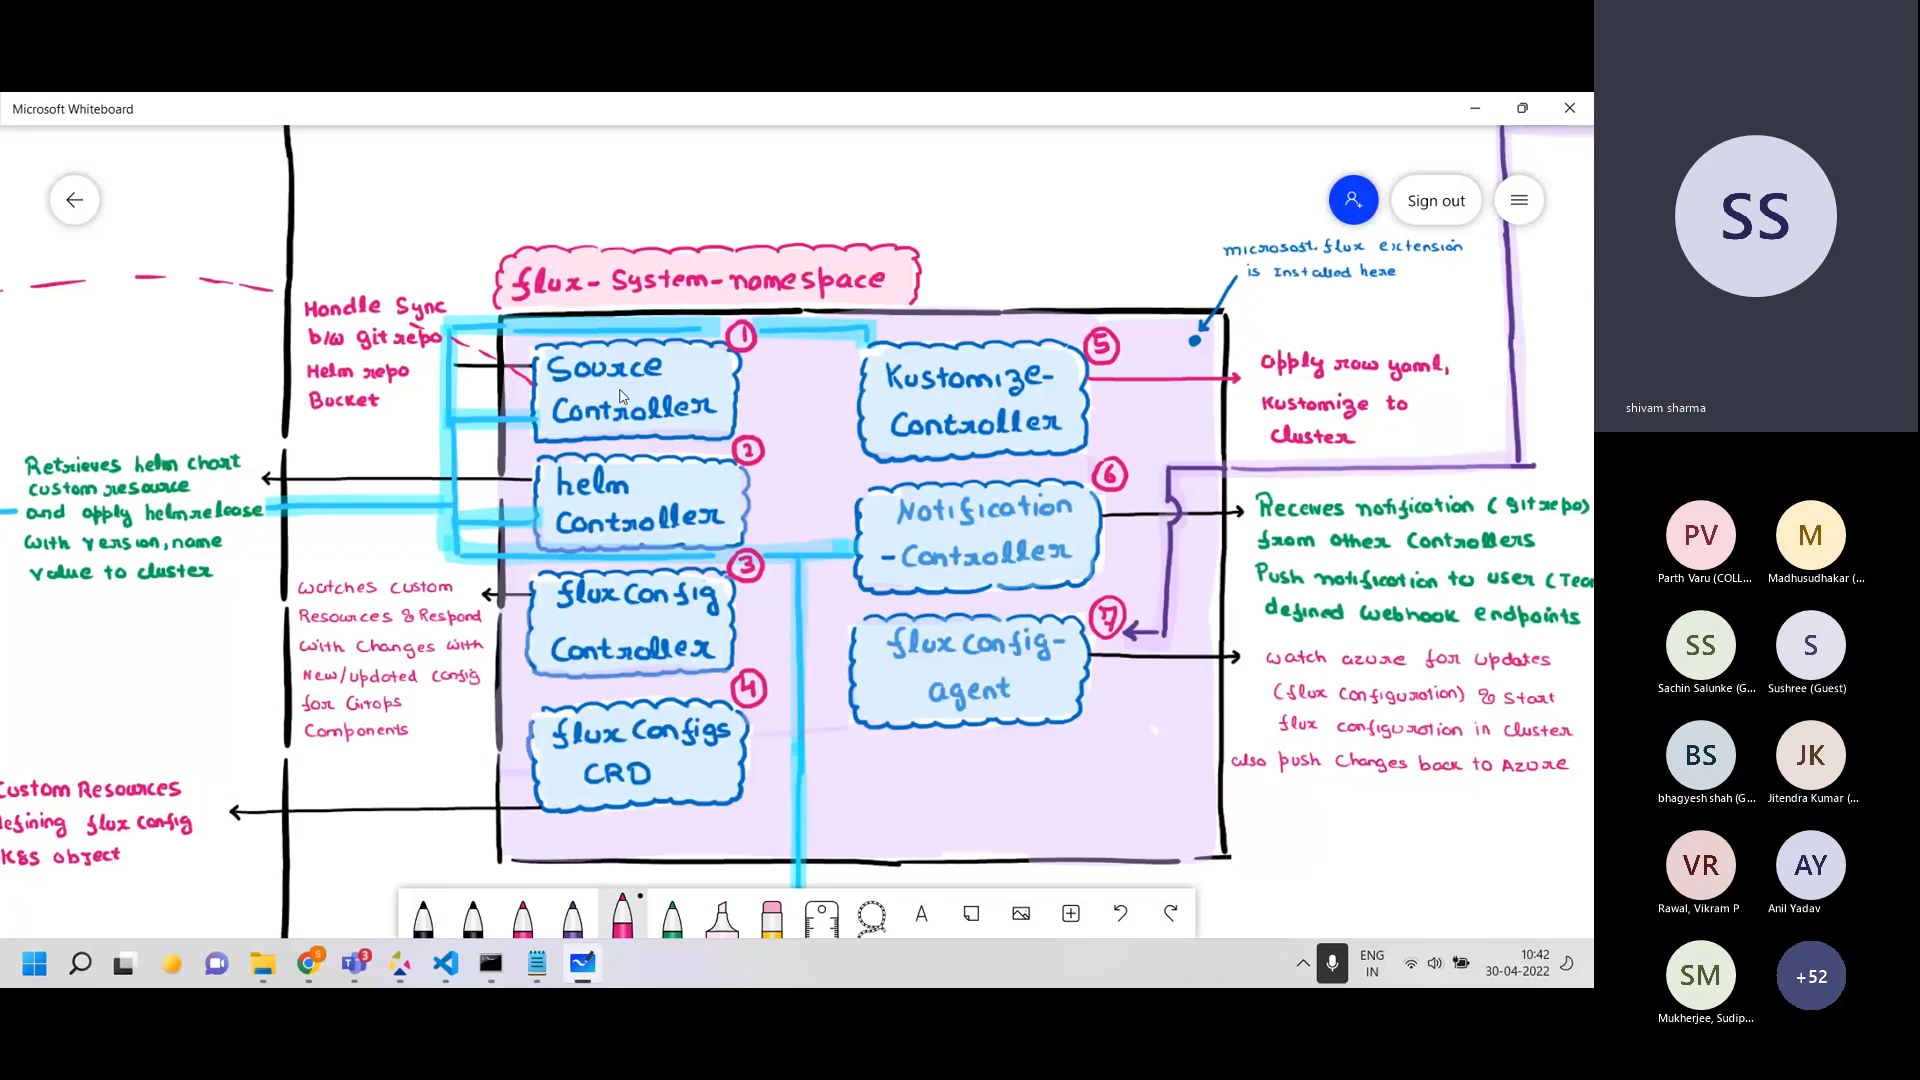 Microsoft Whiteboard
Sign out
microsoft.flux extension
is Installed here
flux-System-namespace
Handle Sync
b/w git repo
Helm repo
Bucket
1
Source
Controller
5
Kustomize-
Controller
Apply row yaml,
Kustomize to
Cluster
Retrieves helm chart
custom resource
and apply helmrelease
with version, name
value to cluster
2
helm
Controller
6
Notification
-Controller
Receives notification (gitrepo)
from other Controllers
Push notification to user (Tea
defined webhook endpoints
watches custom
Resources & Respond
with Changes with
New/updated config
for Gitops
Components
3
flux Config
Controller
7
flux config-
agent
watch azure for updates
(flux Configuration) & Start
flux configuration in cluster
also push Changes back to Azure
4
flux Configs
CRD
Custom Resources
defining flux config
K8s object
A
ENG
IN
10:42
30-04-2022
S
3
SS
shivam sharma
PV
Parth Varu (COLL...
M
Madhusudhakar (...
SS
Sachin Salunke (G...
S
Sushree (Guest)
BS
bhagyesh shah (G...
JK
Jitendra Kumar (...
VR
Rawal, Vikram P
AY
Anil Yadav
SM
Mukherjee, Sudip...
+52